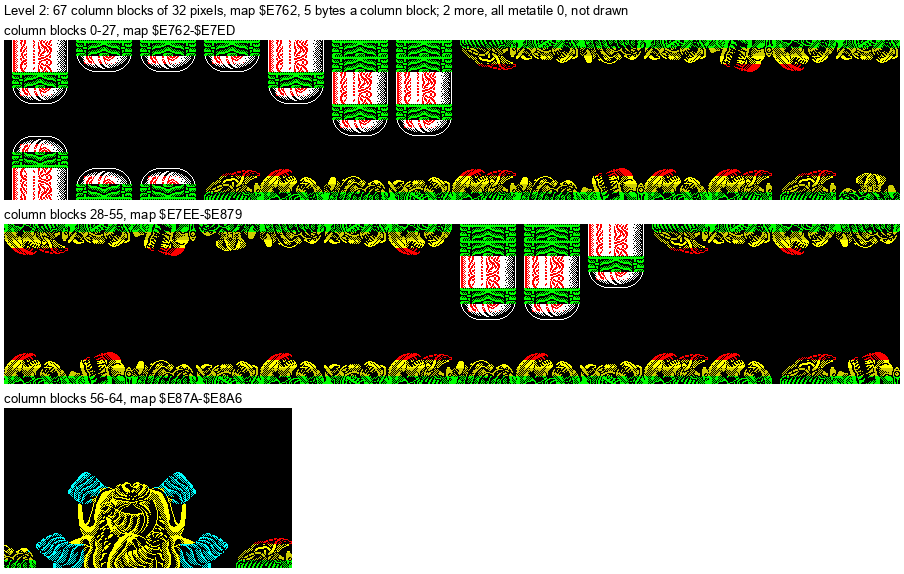 Level 2: 67 column blocks of 32 pixels, map $E762, 5 bytes a column block; 2 more, all metatile 0, not drawn
column blocks 0-27, map $E762-$E7ED
column blocks 28-55, map $E7EE-$E879
column blocks 56-64, map $E87A-$E8A6